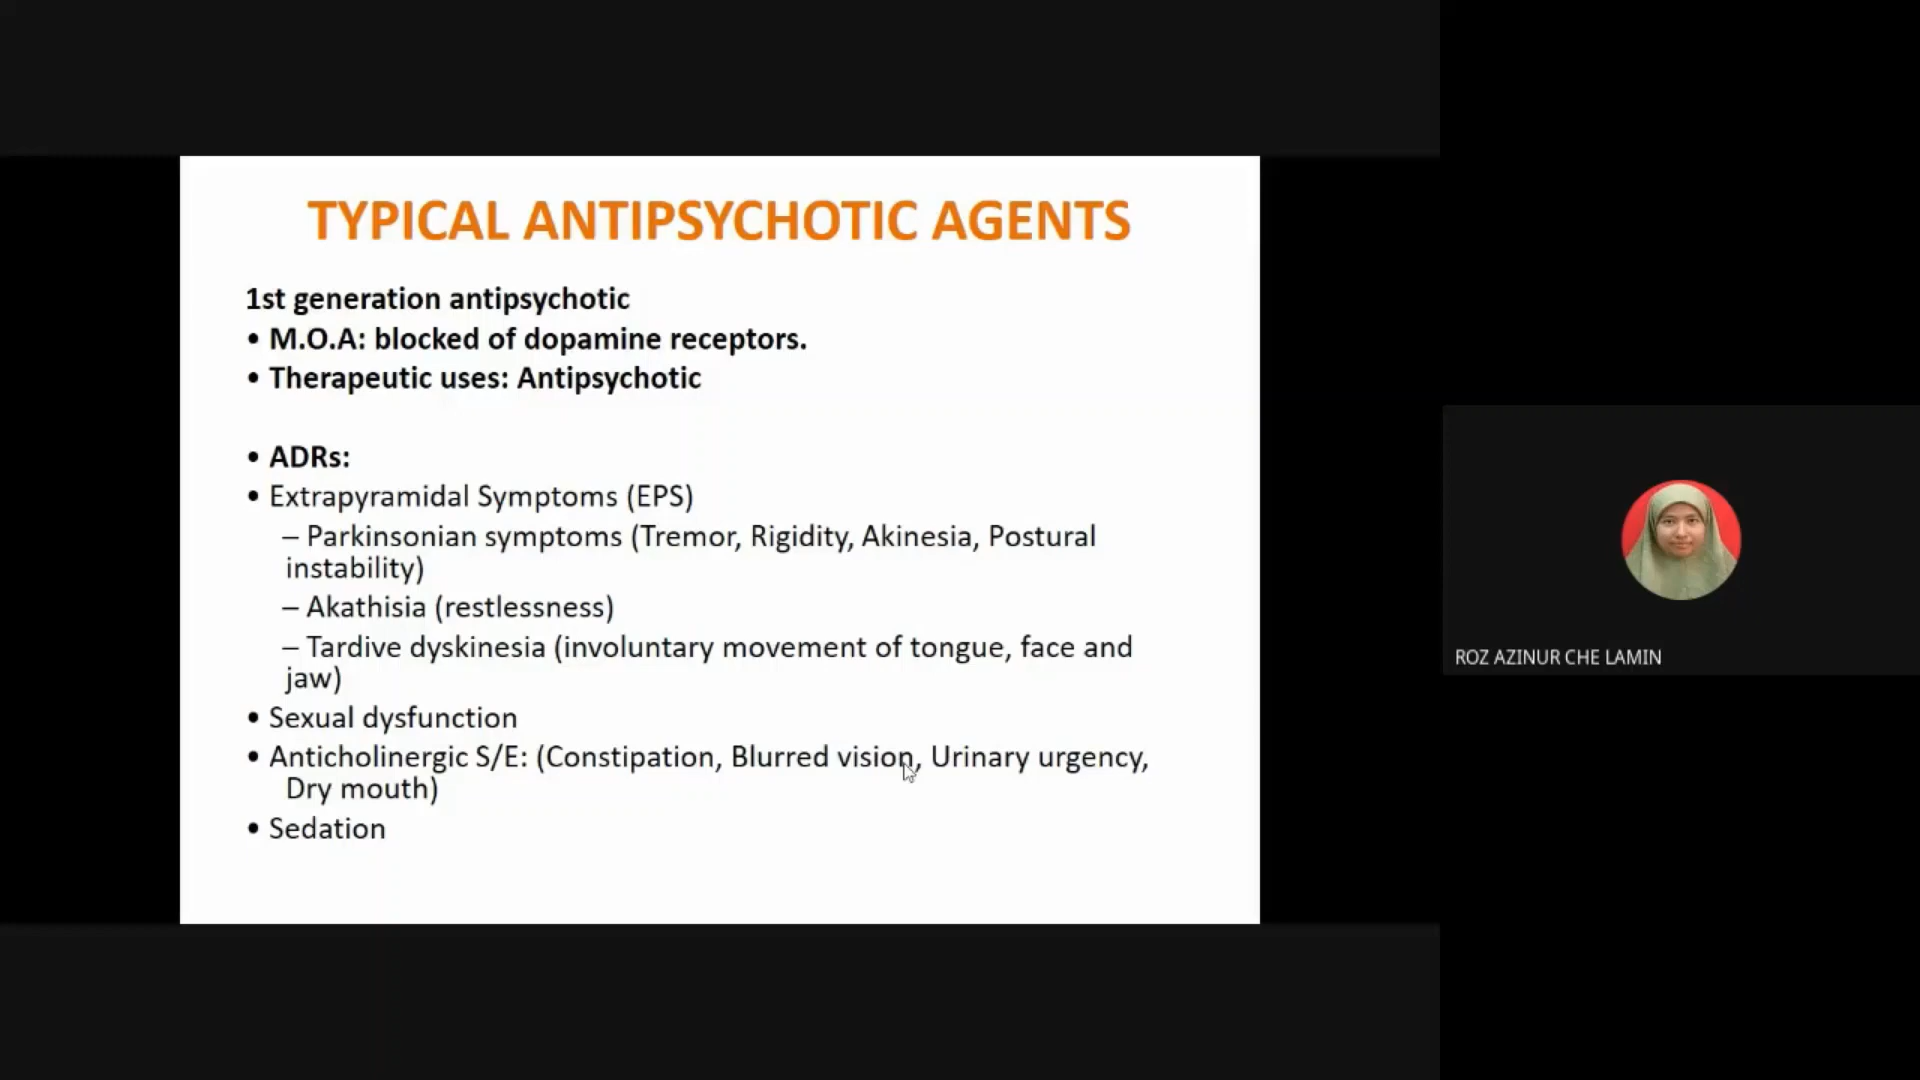 TYPICAL ANTIPSYCHOTIC AGENTS
1st generation antipsychotic
• M.O.A: blocked of dopamine receptors.
• Therapeutic uses: Antipsychotic
• ADRs:
• Extrapyramidal Symptoms (EPS)
– Parkinsonian symptoms (Tremor, Rigidity, Akinesia, Postural
instability)
– Akathisia (restlessness)
– Tardive dyskinesia (involuntary movement of tongue, face and
jaw)
• Sexual dysfunction
• Anticholinergic S/E: (Constipation, Blurred vision, Urinary urgency,
Dry mouth)
• Sedation
ROZ AZINUR CHE LAMIN